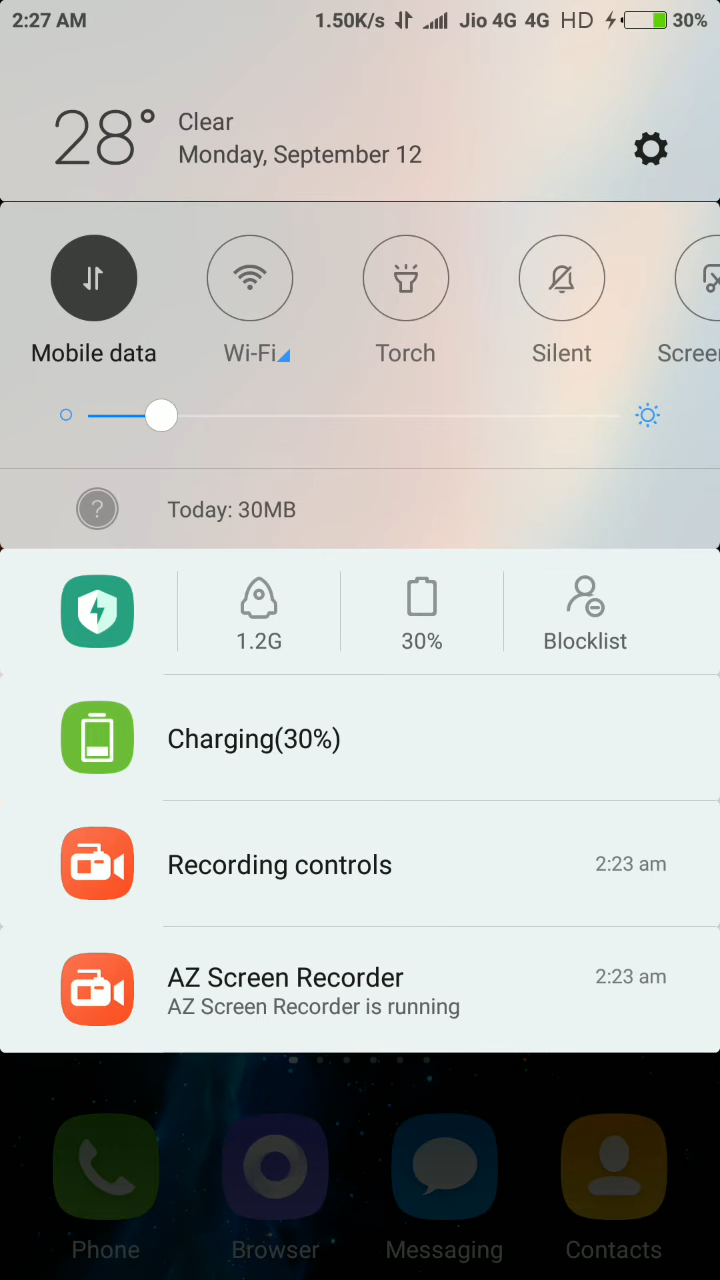 2:27 AM 1.50K/s Jio 4G 4G HD 30%
28° Clear
Monday, September 12
Mobile data Wi-Fi Torch Silent Screen
? Today: 30MB
1.2G 30% Blocklist
Charging(30%)
Recording controls 2:23 am
AZ Screen Recorder 2:23 am
AZ Screen Recorder is running
Phone Browser Messaging Contacts